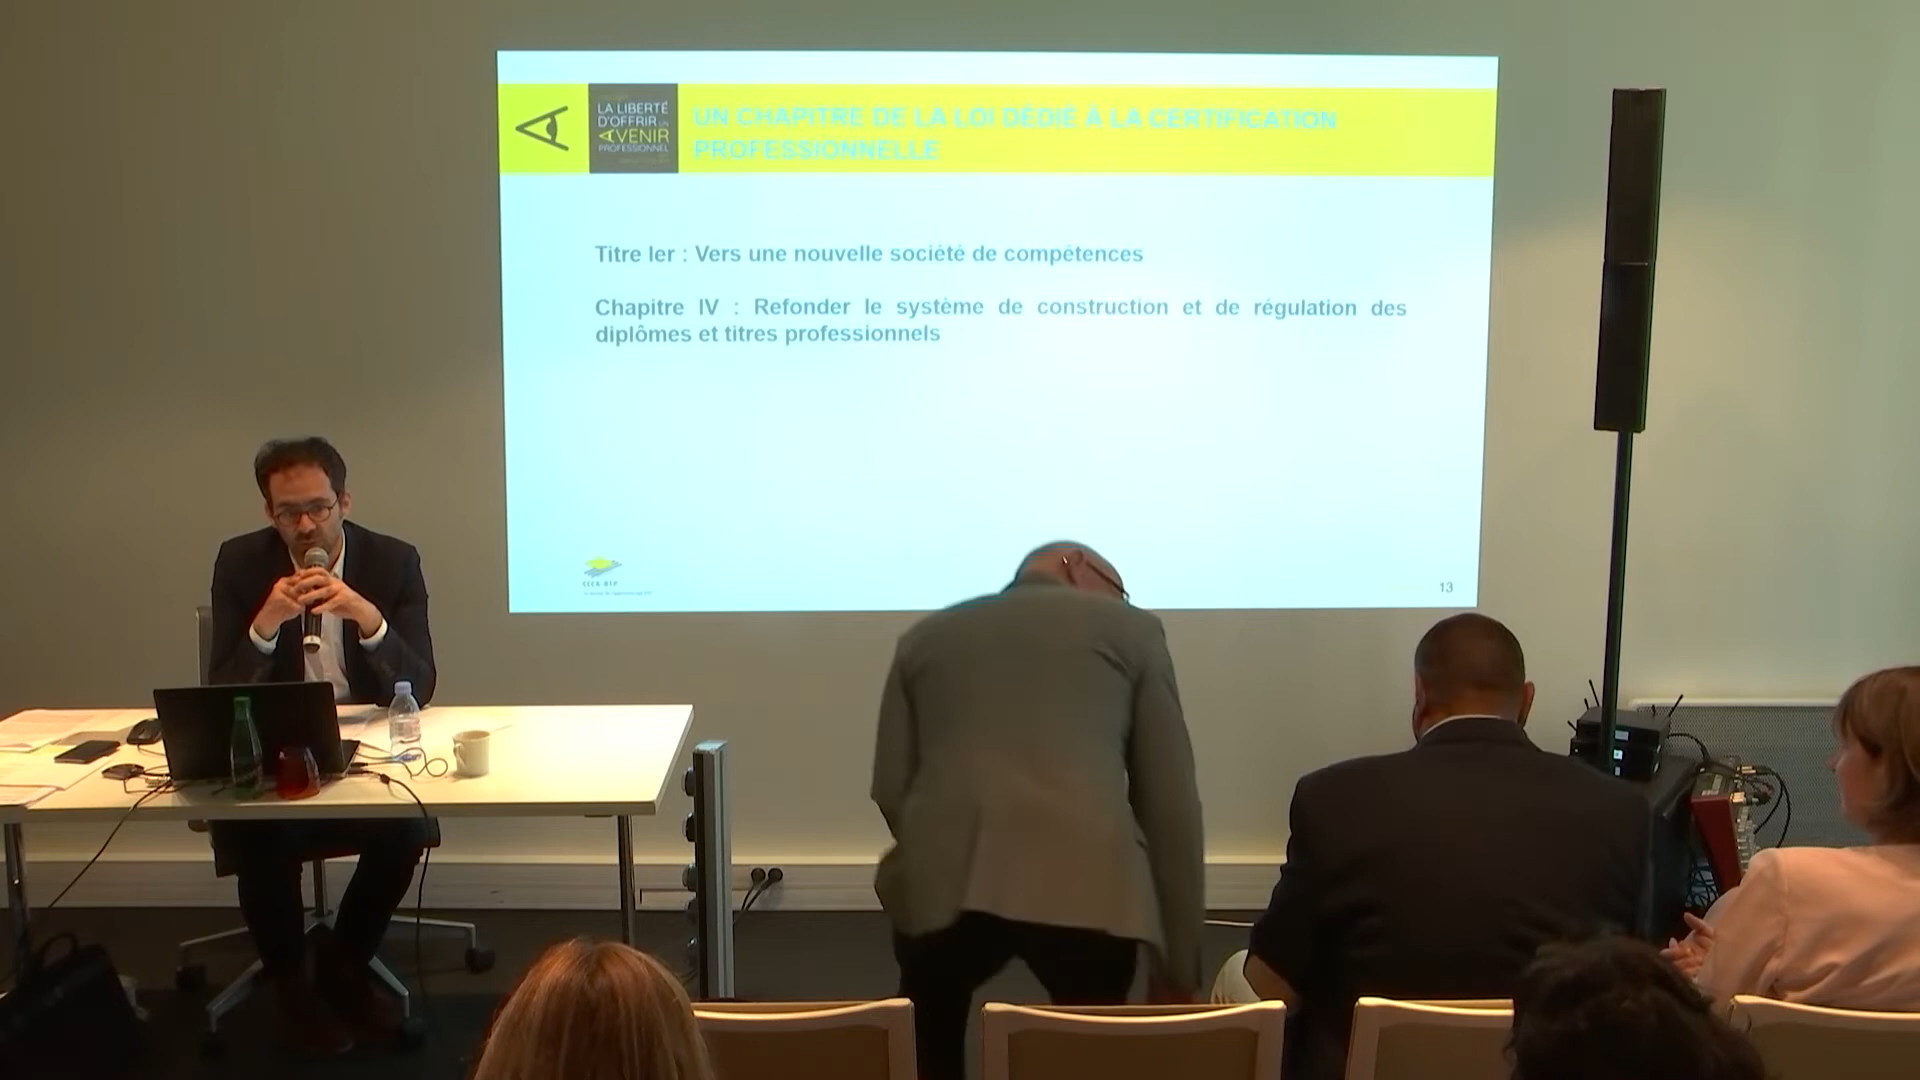 LA LIBERTÉ
D'OFFRIR UN
AVENIR
PROFESSIONNEL
UN CHAPITRE DE LA LOI DÉDIÉ À LA CERTIFICATION
PROFESSIONNELLE
Titre Ier : Vers une nouvelle société de compétences
Chapitre IV : Refonder le système de construction et de régulation des
diplômes et titres professionnels
CCCA-BTP
13